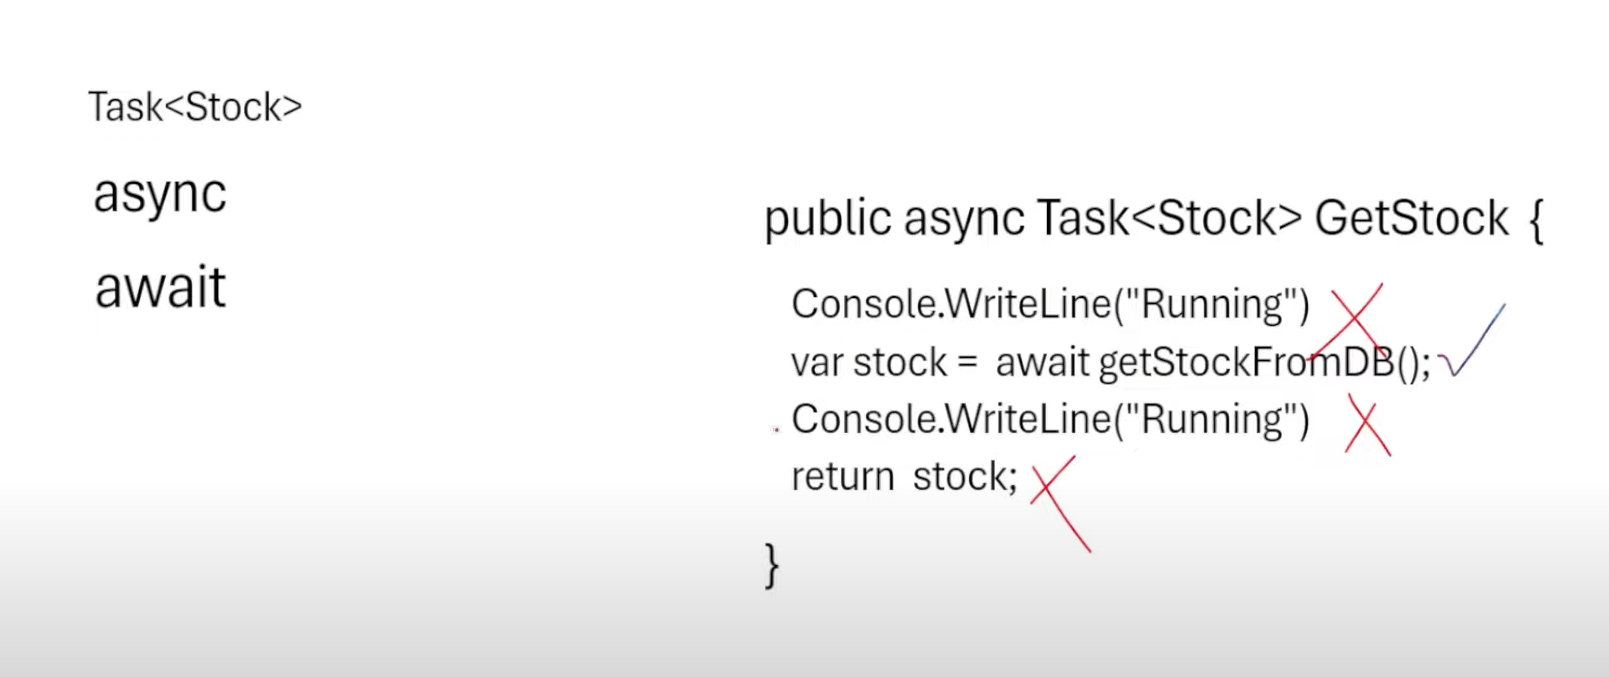 Task<Stock>
async
await
public async Task<Stock> GetStock {
Console.WriteLine("Running")
var stock = await getStockFromDB();
Console.WriteLine("Running")
return stock;
}